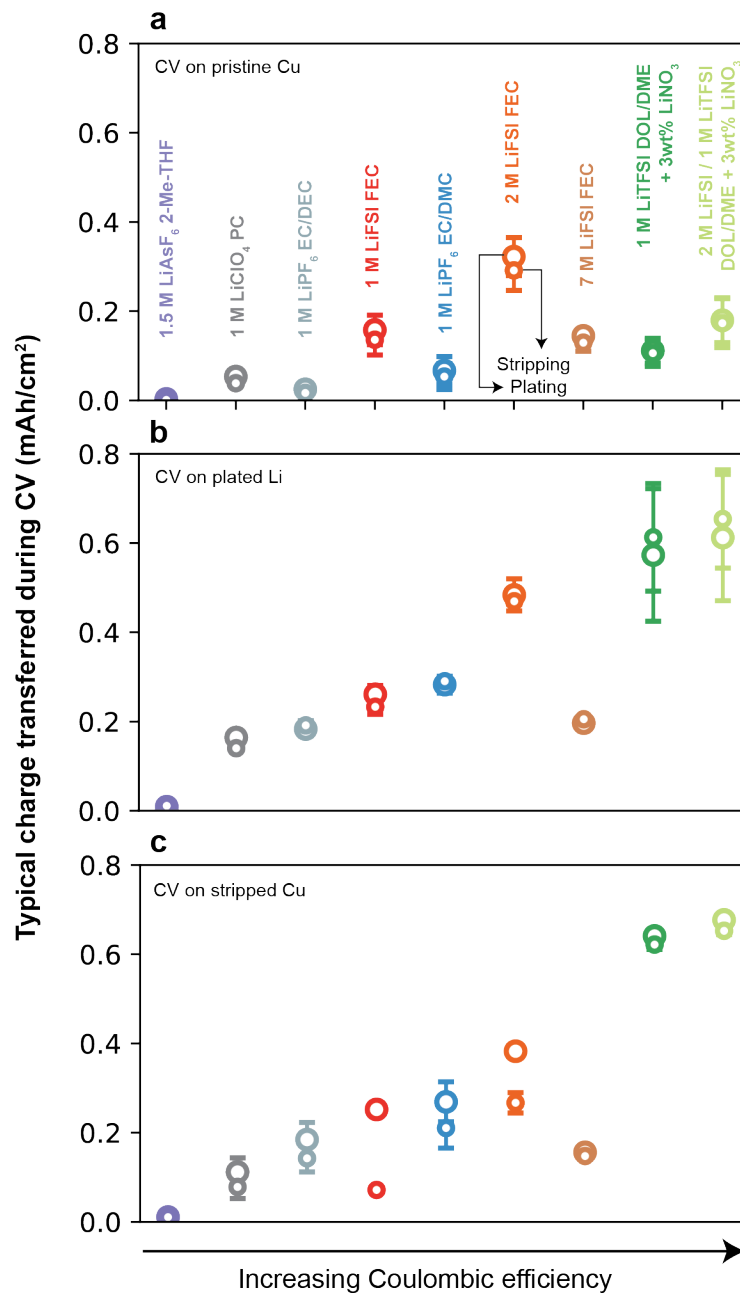 Typical charge transferred during CV (mAh/cm²)
a
0.8
0.6
0.4
0.2
0.0
CV on pristine Cu
1.5 M LiAsF₆ 2-Me-THF
1 M LiClO₄ PC
1 M LiPF₆ EC/DEC
1 M LiFSI FEC
1 M LiPF₆ EC/DMC
2 M LiFSI FEC
7 M LiFSI FEC
1 M LiTFSI DOL/DME
+ 3wt% LiNO₃
2 M LiFSI / 1 M LiTFSI
DOL/DME + 3wt% LiNO₃
Stripping
Plating
b
0.8
0.6
0.4
0.2
0.0
CV on plated Li
c
0.8
0.6
0.4
0.2
0.0
CV on stripped Cu
Increasing Coulombic efficiency